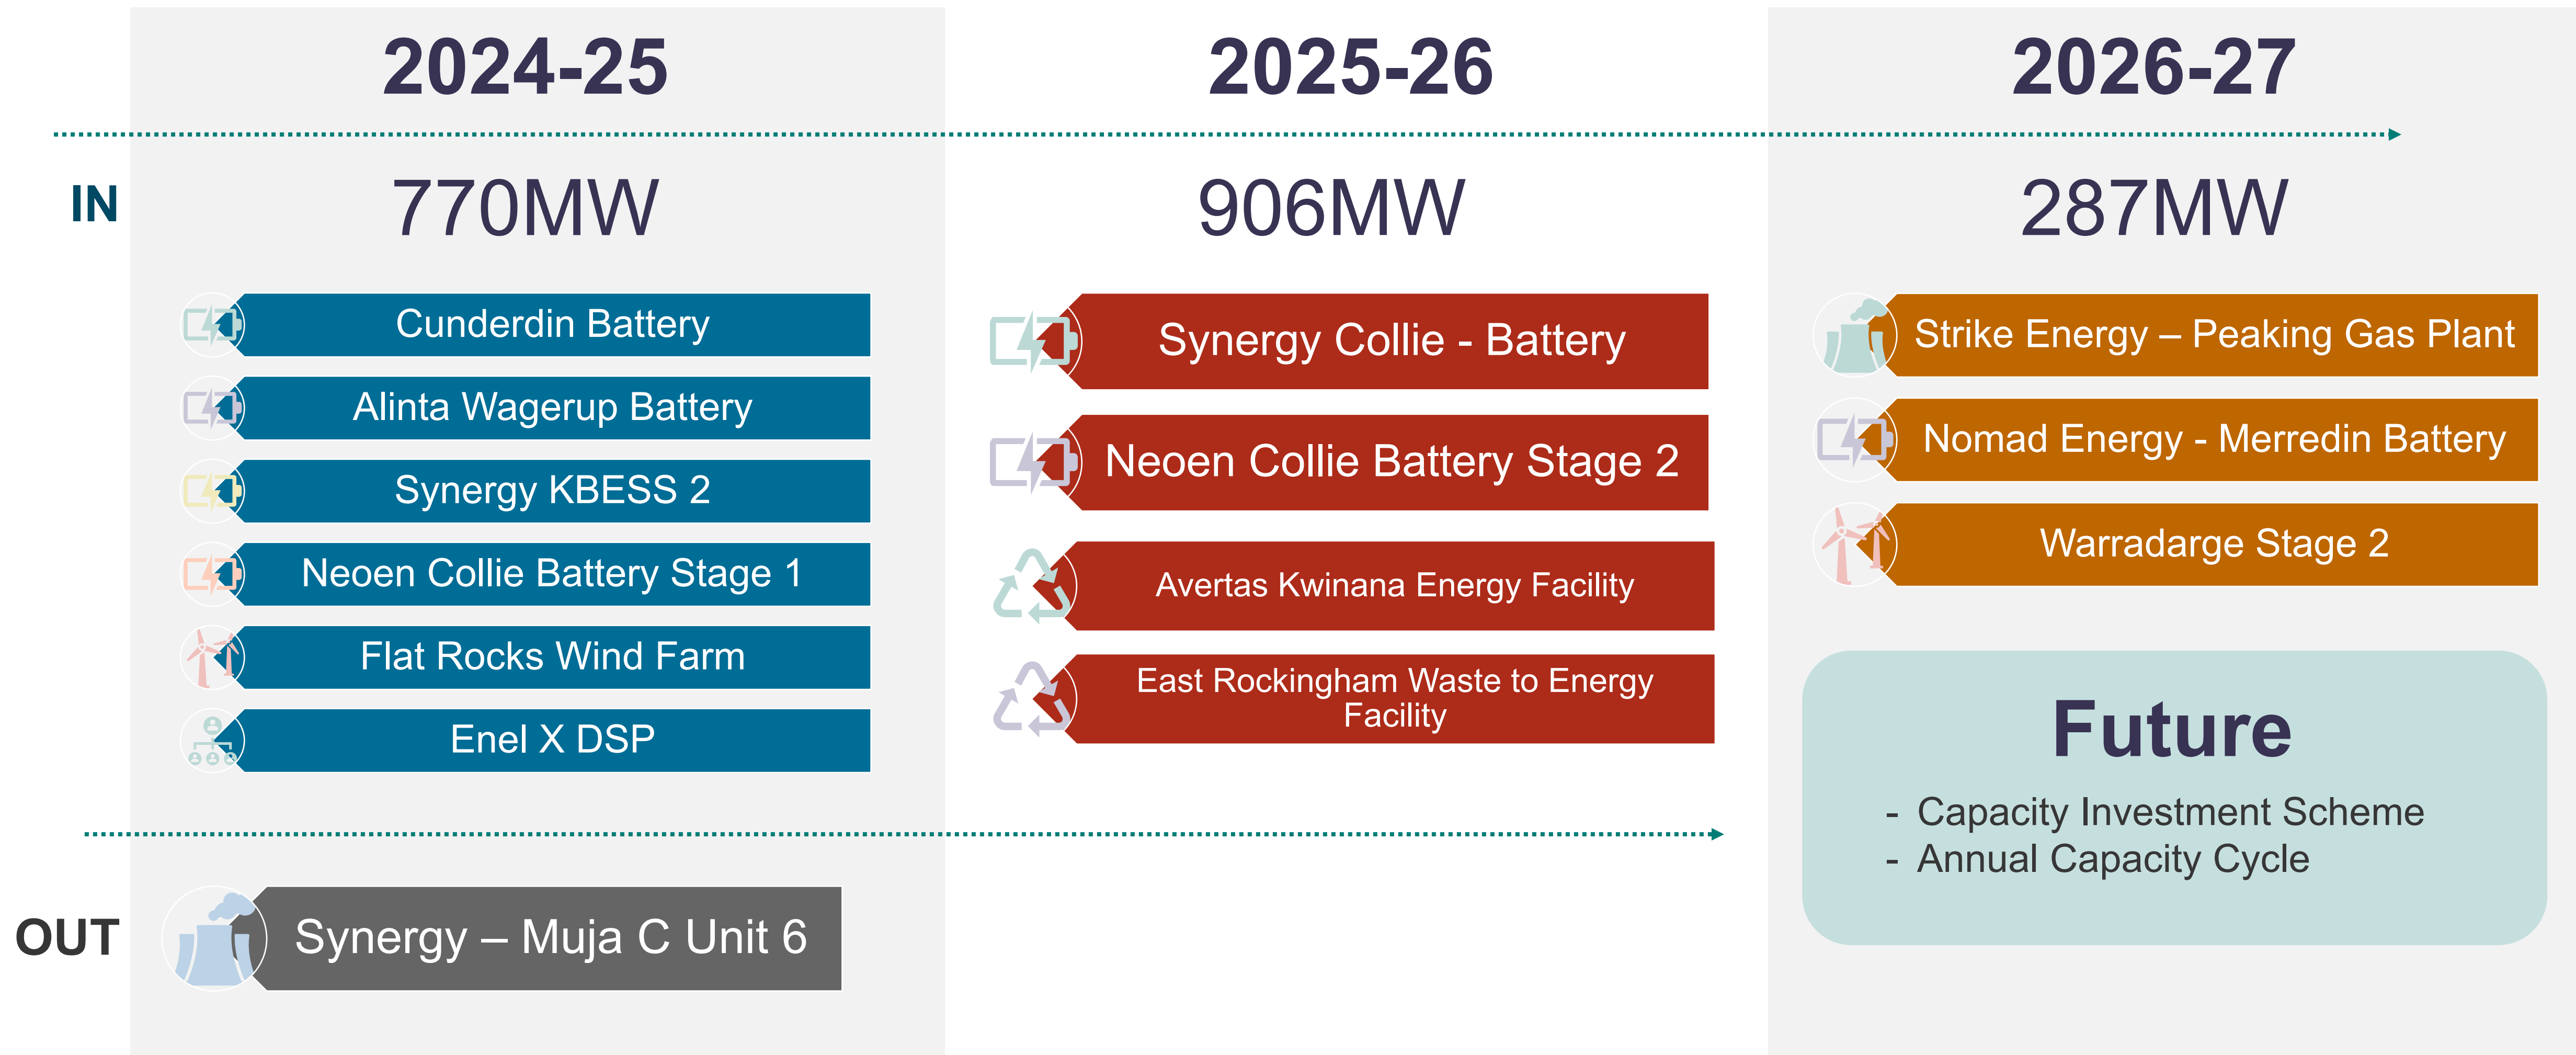 2024-25
2025-26
2026-27
IN
770MW
906MW
287MW
Cunderdin Battery
Alinta Wagerup Battery
Synergy KBESS 2
Neoen Collie Battery Stage 1
Flat Rocks Wind Farm
Enel X DSP
Synergy Collie - Battery
Neoen Collie Battery Stage 2
Avertas Kwinana Energy Facility
East Rockingham Waste to Energy
Facility
Strike Energy – Peaking Gas Plant
Nomad Energy - Merredin Battery
Warradarge Stage 2
Future
- Capacity Investment Scheme
- Annual Capacity Cycle
OUT
Synergy – Muja C Unit 6